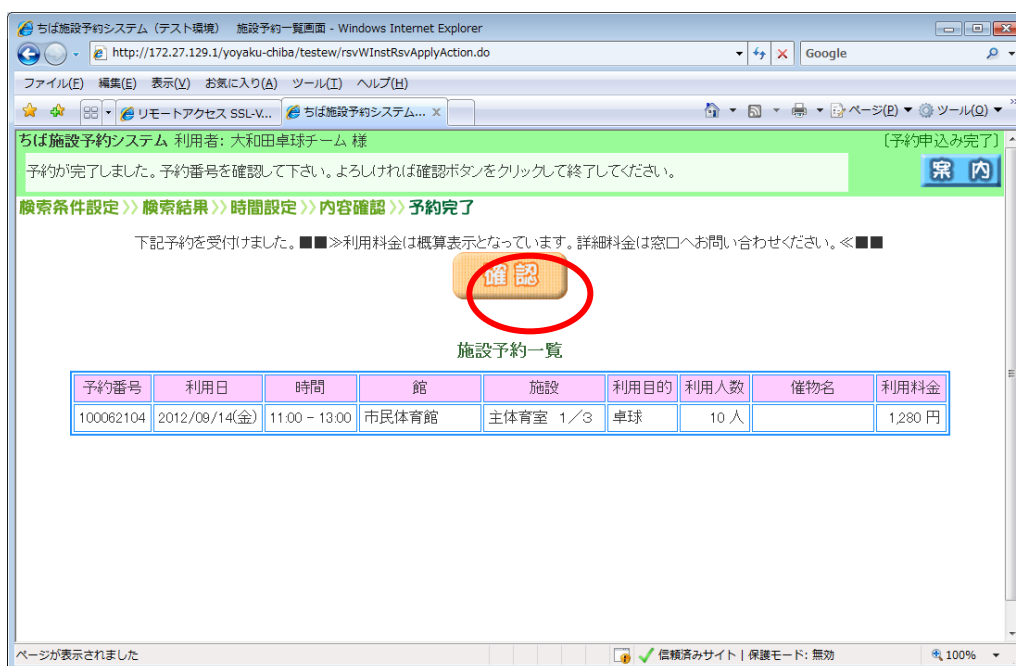 ちば施設予約システム（テスト環境） 施設予約一覧画面 - Windows Internet Explorer
http://172.27.129.1/yoyaku-chiba/testew/rsvWInstRsvApplyAction.do
Google
ファイル(F) 編集(E) 表示(V) お気に入り(A) ツール(T) ヘルプ(H)
リモートアクセス SSL-V...
ちば施設予約システム... X
ページ(P) ツール(O)
ちば施設予約システム 利用者: 大和田卓球チーム 様
〔予約申込み完了〕
予約が完了しました。予約番号を確認して下さい。よろしければ確認ボタンをクリックして終了してください。
案 内
検索条件設定 》 検索結果 》 時間設定 》 内容確認 》 予約完了
下記予約を受付けました。■■≫利用料金は概算表示となっています。詳細料金は窓口へお問い合わせください。≪■■
確 認
施設予約一覧
予約番号 利用日 時間 館 施設 利用目的 利用人数 催物名 利用料金
100062104 2012/09/14(金) 11:00 − 13:00 市民体育館 主体育室 1／3 卓球 10 人 1,280 円
ページが表示されました
信頼済みサイト | 保護モード: 無効
100%